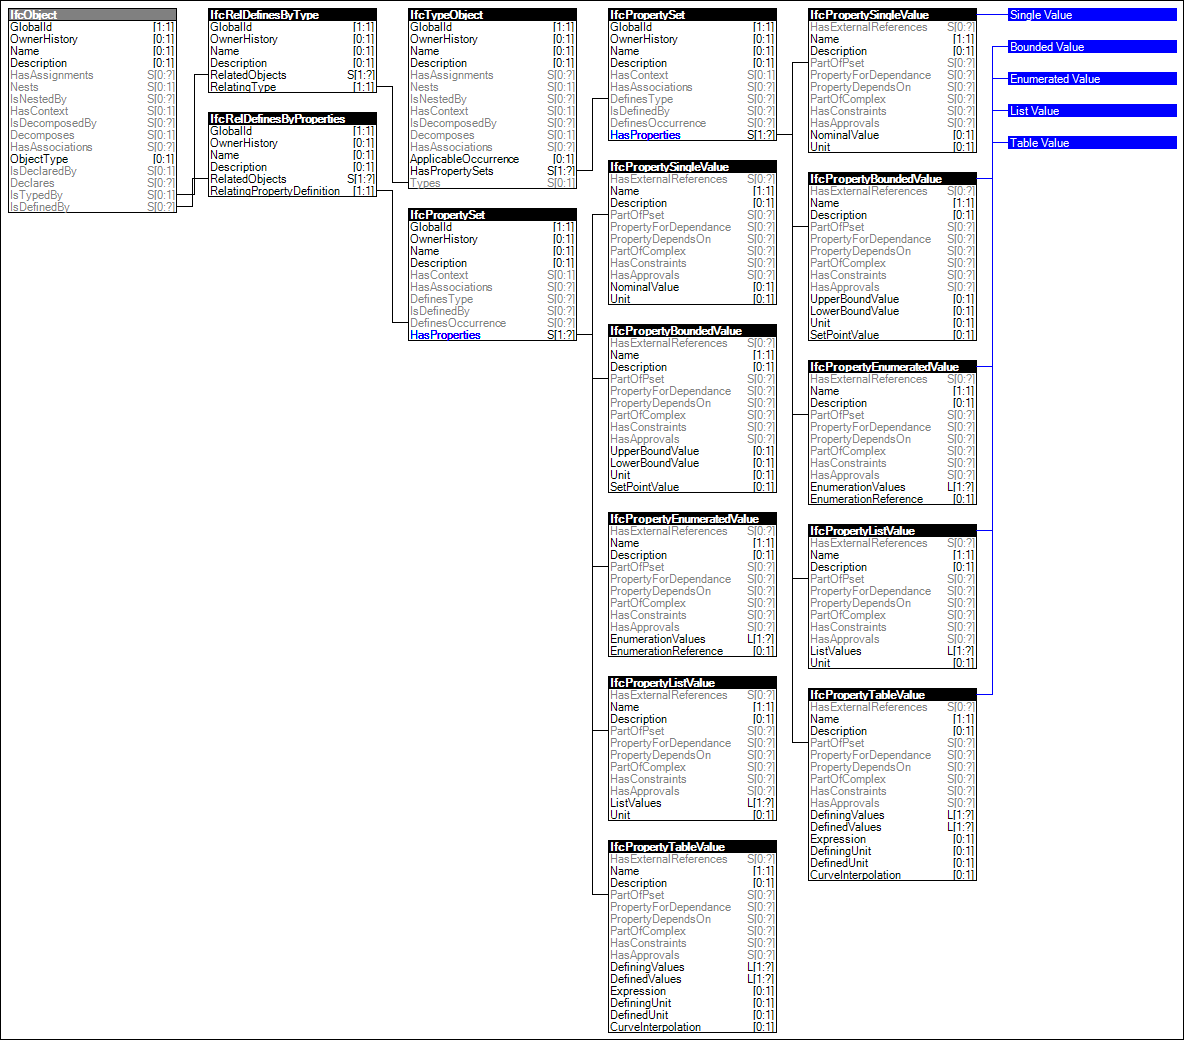 IfcObject
GlobalId [1:1]
OwnerHistory [0:1]
Name [0:1]
Description [0:1]
HasAssignments S[0:?]
Nests S[0:1]
IsNestedBy S[0:?]
HasContext S[0:1]
IsDecomposedBy S[0:?]
Decomposes S[0:1]
HasAssociations S[0:?]
ObjectType [0:1]
IsDeclaredBy S[0:1]
Declares S[0:?]
IsTypedBy S[0:1]
IsDefinedBy S[0:?]
IfcRelDefinesByType
GlobalId [1:1]
OwnerHistory [0:1]
Name [0:1]
Description [0:1]
RelatedObjects S[1:?]
RelatingType [1:1]
IfcRelDefinesByProperties
GlobalId [1:1]
OwnerHistory [0:1]
Name [0:1]
Description [0:1]
RelatedObjects S[1:?]
RelatingPropertyDefinition [1:1]
IfcTypeObject
GlobalId [1:1]
OwnerHistory [0:1]
Name [0:1]
Description [0:1]
HasAssignments S[0:?]
Nests S[0:1]
IsNestedBy S[0:?]
HasContext S[0:1]
IsDecomposedBy S[0:?]
Decomposes S[0:1]
HasAssociations S[0:?]
ApplicableOccurrence [0:1]
HasPropertySets S[1:?]
Types S[0:1]
IfcPropertySet
GlobalId [1:1]
OwnerHistory [0:1]
Name [0:1]
Description [0:1]
HasContext S[0:1]
HasAssociations S[0:?]
DefinesType S[0:?]
IsDefinedBy S[0:?]
DefinesOccurrence S[0:?]
HasProperties S[1:?]
IfcPropertySet
GlobalId [1:1]
OwnerHistory [0:1]
Name [0:1]
Description [0:1]
HasContext S[0:1]
HasAssociations S[0:?]
DefinesType S[0:?]
IsDefinedBy S[0:?]
DefinesOccurrence S[0:?]
HasProperties S[1:?]
IfcPropertySingleValue
HasExternalReferences S[0:?]
Name [1:1]
Description [0:1]
PartOfPset S[0:?]
PropertyForDependance S[0:?]
PropertyDependsOn S[0:?]
PartOfComplex S[0:?]
HasConstraints S[0:?]
HasApprovals S[0:?]
NominalValue [0:1]
Unit [0:1]
IfcPropertyBoundedValue
HasExternalReferences S[0:?]
Name [1:1]
Description [0:1]
PartOfPset S[0:?]
PropertyForDependance S[0:?]
PropertyDependsOn S[0:?]
PartOfComplex S[0:?]
HasConstraints S[0:?]
HasApprovals S[0:?]
UpperBoundValue [0:1]
LowerBoundValue [0:1]
Unit [0:1]
SetPointValue [0:1]
IfcPropertyEnumeratedValue
HasExternalReferences S[0:?]
Name [1:1]
Description [0:1]
PartOfPset S[0:?]
PropertyForDependance S[0:?]
PropertyDependsOn S[0:?]
PartOfComplex S[0:?]
HasConstraints S[0:?]
HasApprovals S[0:?]
EnumerationValues L[1:?]
EnumerationReference [0:1]
IfcPropertyListValue
HasExternalReferences S[0:?]
Name [1:1]
Description [0:1]
PartOfPset S[0:?]
PropertyForDependance S[0:?]
PropertyDependsOn S[0:?]
PartOfComplex S[0:?]
HasConstraints S[0:?]
HasApprovals S[0:?]
ListValues L[1:?]
Unit [0:1]
IfcPropertyTableValue
HasExternalReferences S[0:?]
Name [1:1]
Description [0:1]
PartOfPset S[0:?]
PropertyForDependance S[0:?]
PropertyDependsOn S[0:?]
PartOfComplex S[0:?]
HasConstraints S[0:?]
HasApprovals S[0:?]
DefiningValues L[1:?]
DefinedValues L[1:?]
Expression [0:1]
DefiningUnit [0:1]
DefinedUnit [0:1]
CurveInterpolation [0:1]
IfcPropertySingleValue
HasExternalReferences S[0:?]
Name [1:1]
Description [0:1]
PartOfPset S[0:?]
PropertyForDependance S[0:?]
PropertyDependsOn S[0:?]
PartOfComplex S[0:?]
HasConstraints S[0:?]
HasApprovals S[0:?]
NominalValue [0:1]
Unit [0:1]
IfcPropertyBoundedValue
HasExternalReferences S[0:?]
Name [1:1]
Description [0:1]
PartOfPset S[0:?]
PropertyForDependance S[0:?]
PropertyDependsOn S[0:?]
PartOfComplex S[0:?]
HasConstraints S[0:?]
HasApprovals S[0:?]
UpperBoundValue [0:1]
LowerBoundValue [0:1]
Unit [0:1]
SetPointValue [0:1]
IfcPropertyEnumeratedValue
HasExternalReferences S[0:?]
Name [1:1]
Description [0:1]
PartOfPset S[0:?]
PropertyForDependance S[0:?]
PropertyDependsOn S[0:?]
PartOfComplex S[0:?]
HasConstraints S[0:?]
HasApprovals S[0:?]
EnumerationValues L[1:?]
EnumerationReference [0:1]
IfcPropertyListValue
HasExternalReferences S[0:?]
Name [1:1]
Description [0:1]
PartOfPset S[0:?]
PropertyForDependance S[0:?]
PropertyDependsOn S[0:?]
PartOfComplex S[0:?]
HasConstraints S[0:?]
HasApprovals S[0:?]
ListValues L[1:?]
Unit [0:1]
IfcPropertyTableValue
HasExternalReferences S[0:?]
Name [1:1]
Description [0:1]
PartOfPset S[0:?]
PropertyForDependance S[0:?]
PropertyDependsOn S[0:?]
PartOfComplex S[0:?]
HasConstraints S[0:?]
HasApprovals S[0:?]
DefiningValues L[1:?]
DefinedValues L[1:?]
Expression [0:1]
DefiningUnit [0:1]
DefinedUnit [0:1]
CurveInterpolation [0:1]
Single Value
Bounded Value
Enumerated Value
List Value
Table Value